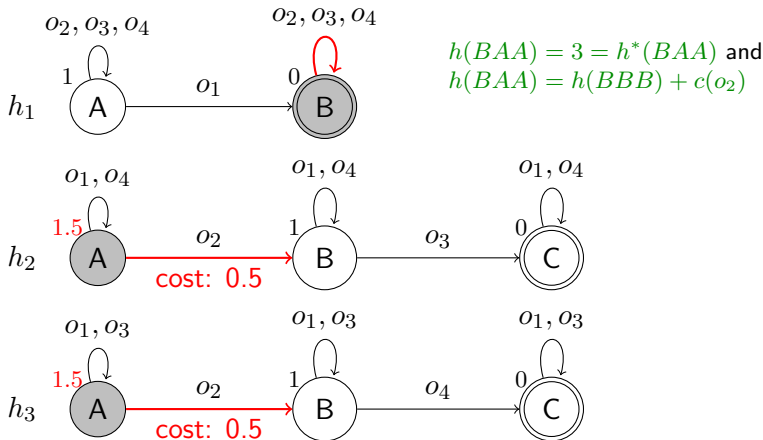 o₂, o₃, o₄
o₂, o₃, o₄
h(BAA) = 3 = h*(BAA) and
h(BAA) = h(BBB) + c(o₂)
1
0
h₁
A
o₁
B
o₁, o₄
o₁, o₄
o₁, o₄
1.5
1
0
h₂
A
o₂
B
o₃
C
cost: 0.5
o₁, o₃
o₁, o₃
o₁, o₃
1.5
1
0
h₃
A
o₂
B
o₄
C
cost: 0.5